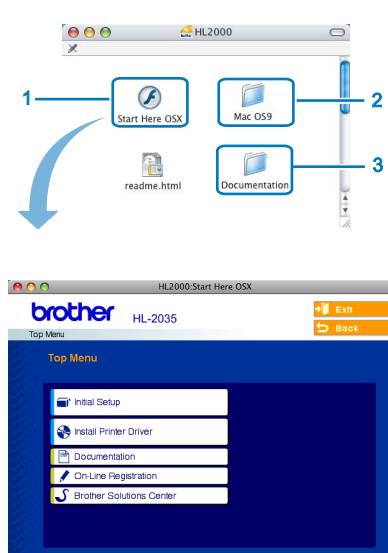 HL2000
1
Start Here OSX
Mac OS9
2
readme.html
Documentation
3
HL2000:Start Here OSX
brother
HL-2035
Exit
Back
Top Menu
Top Menu
Initial Setup
Install Printer Driver
Documentation
On-Line Registration
Brother Solutions Center